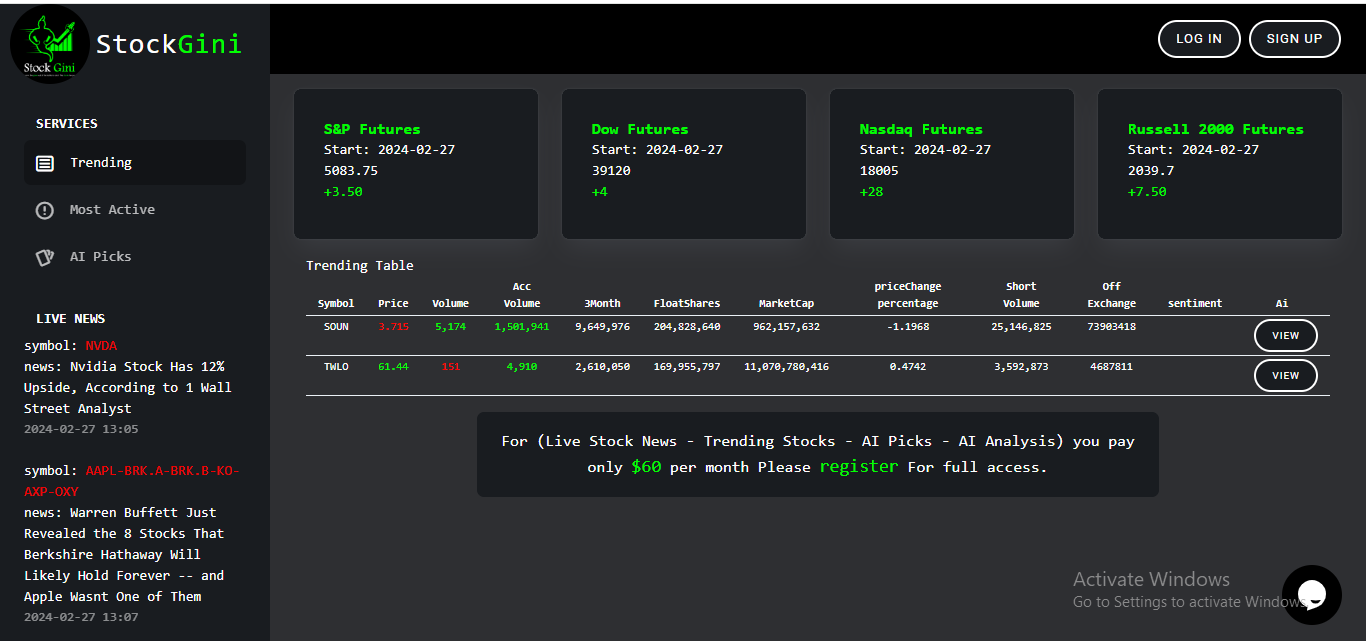 Stock Gini
StockGini
LOG IN
SIGN UP
SERVICES
Trending
Most Active
AI Picks
LIVE NEWS
symbol: NVDA
news: Nvidia Stock Has 12%
Upside, According to 1 Wall
Street Analyst
2024-02-27 13:05
symbol: AAPL-BRK.A-BRK.B-KO-
AXP-OXY
news: Warren Buffett Just
Revealed the 8 Stocks That
Berkshire Hathaway Will
Likely Hold Forever -- and
Apple Wasnt One of Them
2024-02-27 13:07
S&P Futures
Start: 2024-02-27
5083.75
+3.50
Dow Futures
Start: 2024-02-27
39120
+4
Nasdaq Futures
Start: 2024-02-27
18005
+28
Russell 2000 Futures
Start: 2024-02-27
2039.7
+7.50
Trending Table
Symbol Price Volume Acc Volume 3Month FloatShares MarketCap priceChange percentage Short Volume Off Exchange sentiment Ai
SOUN 3.715 5,174 1,501,941 9,649,976 204,828,640 962,157,632 -1.1968 25,146,825 73903418 VIEW
TWLO 61.44 151 4,910 2,610,050 169,955,797 11,070,780,416 0.4742 3,592,873 4687811 VIEW
For (Live Stock News - Trending Stocks - AI Picks - AI Analysis) you pay
only $60 per month Please register For full access.
Activate Windows
Go to Settings to activate Windows.